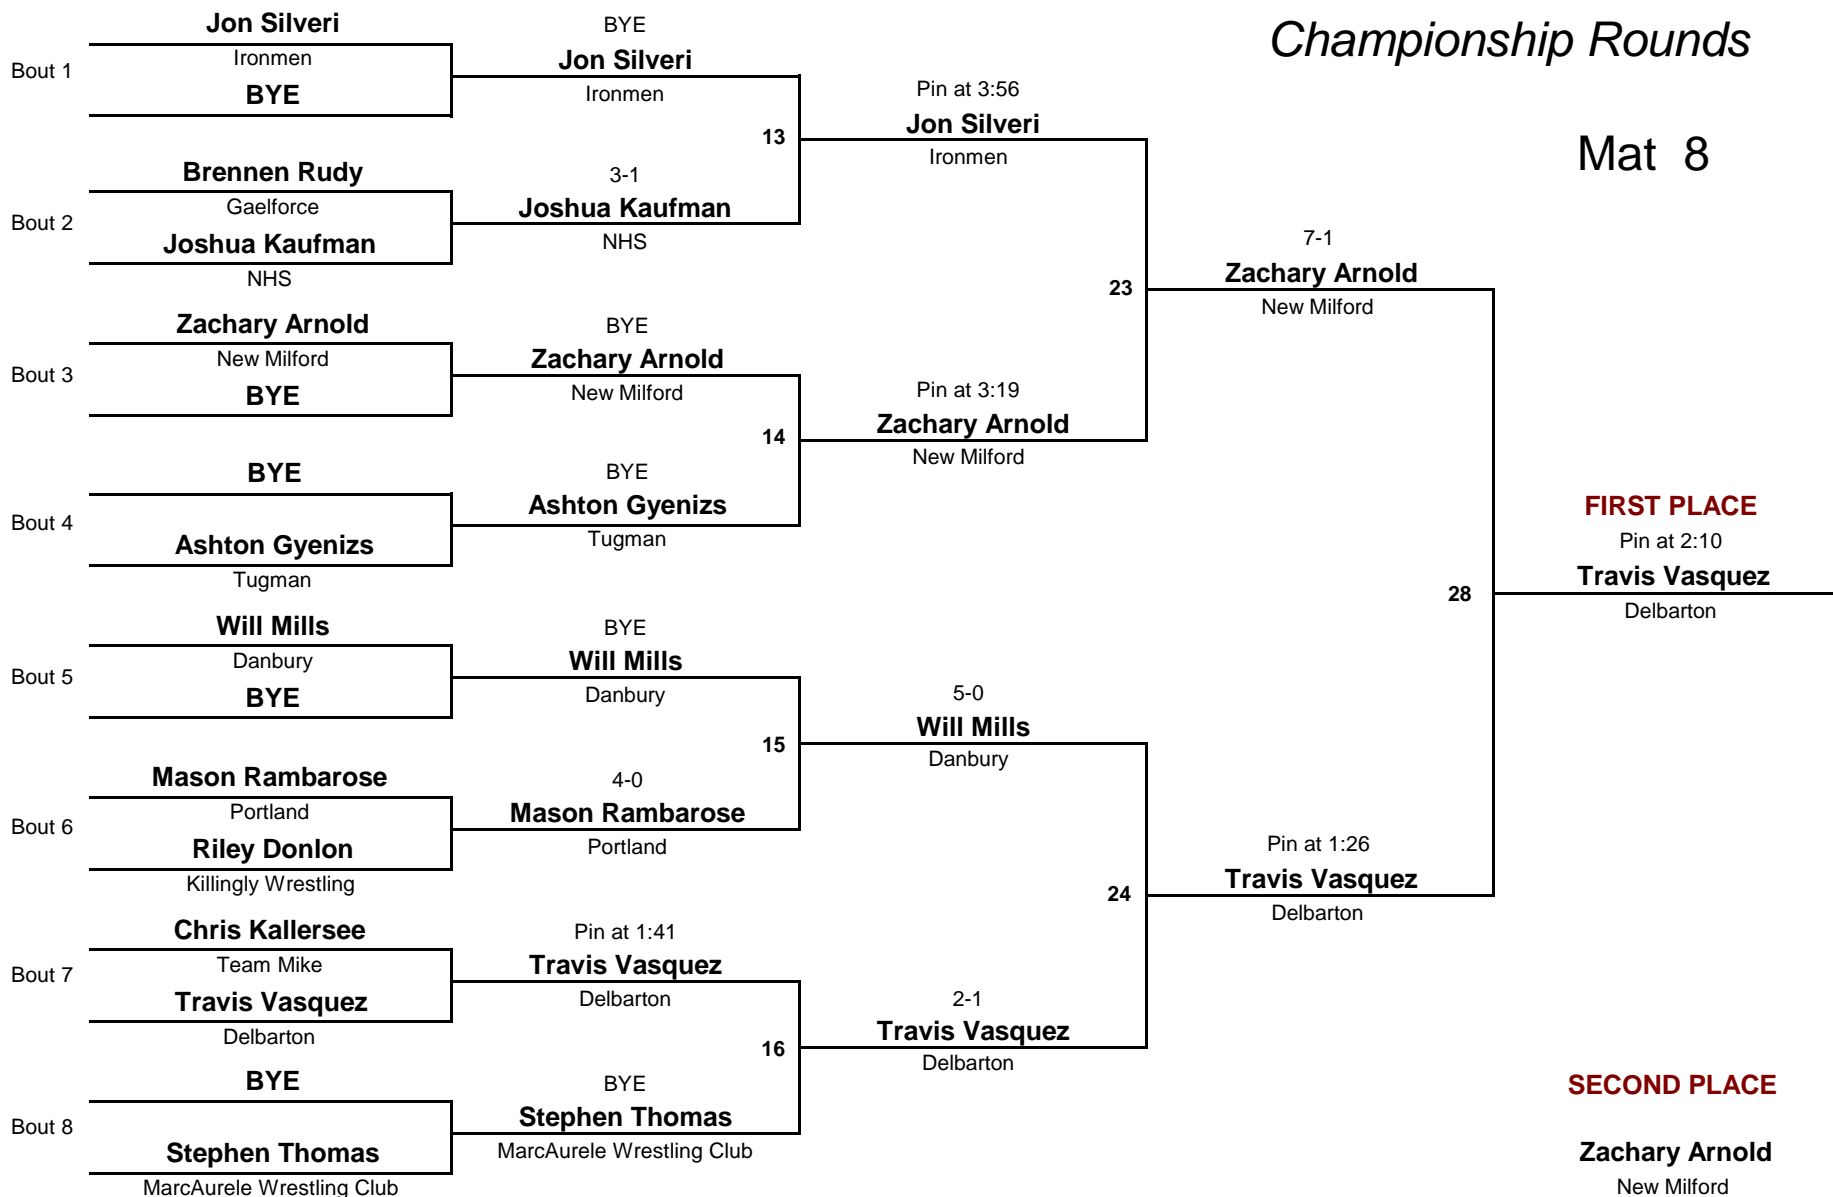 Championship Rounds
Mat 8
Bout 1
Jon Silveri
Ironmen
BYE
Bout 2
Brennen Rudy
Gaelforce
Joshua Kaufman
NHS
Bout 3
Zachary Arnold
New Milford
BYE
Bout 4
BYE
Ashton Gyenizs
Tugman
Bout 5
Will Mills
Danbury
BYE
Bout 6
Mason Rambarose
Portland
Riley Donlon
Killingly Wrestling
Bout 7
Chris Kallersee
Team Mike
Travis Vasquez
Delbarton
Bout 8
BYE
Stephen Thomas
MarcAurele Wrestling Club
BYE
Jon Silveri
Ironmen
13
3-1
Joshua Kaufman
NHS
BYE
Zachary Arnold
New Milford
14
BYE
Ashton Gyenizs
Tugman
BYE
Will Mills
Danbury
15
4-0
Mason Rambarose
Portland
Pin at 1:41
Travis Vasquez
Delbarton
16
BYE
Stephen Thomas
MarcAurele Wrestling Club
Pin at 3:56
Jon Silveri
Ironmen
23
Pin at 3:19
Zachary Arnold
New Milford
5-0
Will Mills
Danbury
24
2-1
Travis Vasquez
Delbarton
7-1
Zachary Arnold
New Milford
28
Pin at 1:26
Travis Vasquez
Delbarton
FIRST PLACE
Pin at 2:10
Travis Vasquez
Delbarton
SECOND PLACE
Zachary Arnold
New Milford